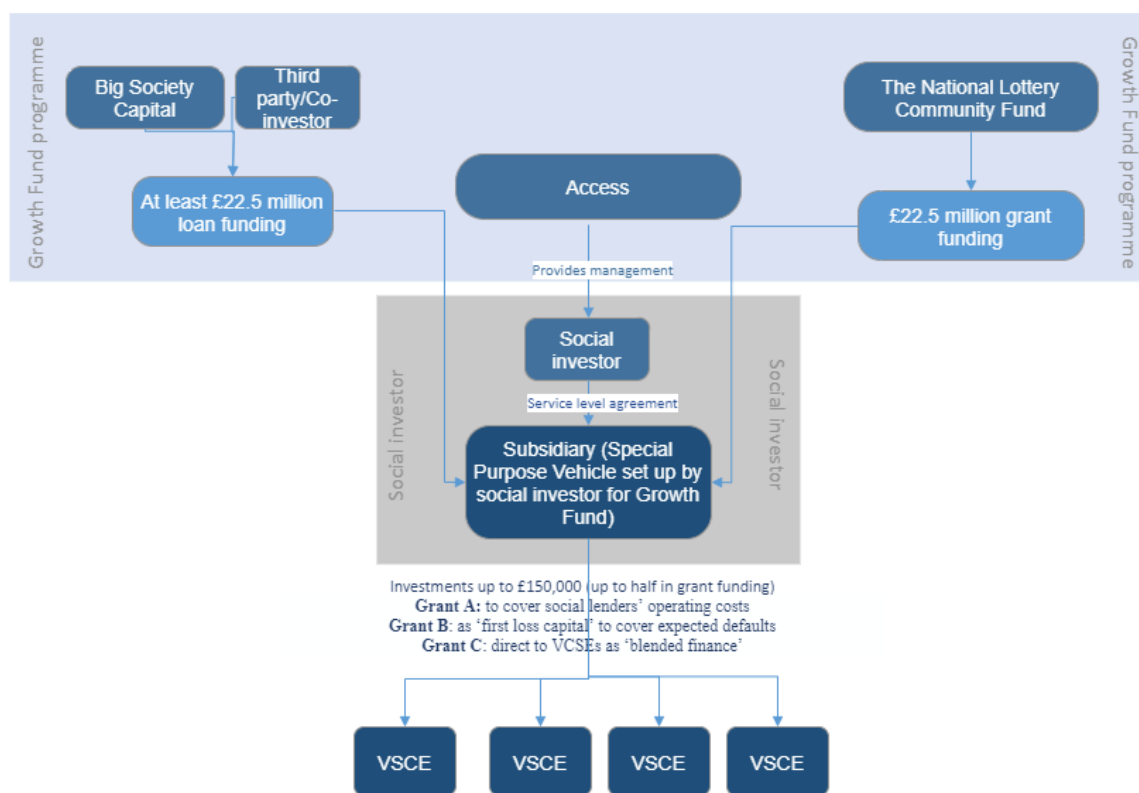 Growth Fund programme
Big Society
Capital
Third
party/Co-
investor
The National Lottery
Community Fund
Growth Fund programme
At least £22.5 million
loan funding
Access
£22.5 million grant
funding
Provides management
Social investor
Social
investor
Social investor
Service level agreement
Subsidiary (Special
Purpose Vehicle set up by
social investor for Growth
Fund)
Investments up to £150,000 (up to half in grant funding)
Grant A: to cover social lenders’ operating costs
Grant B: as ‘first loss capital’ to cover expected defaults
Grant C: direct to VCSEs as ‘blended finance’
VSCE
VSCE
VSCE
VSCE